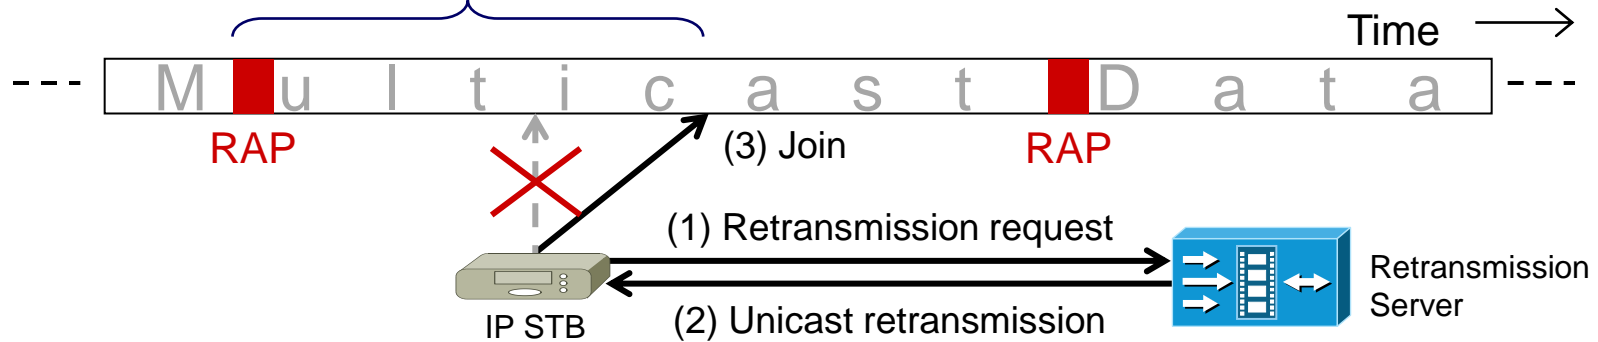 Time
M u l t i c a s t D a t a
RAP
(3) Join
RAP
(1) Retransmission request
Retransmission
Server
(2) Unicast retransmission
IP STB